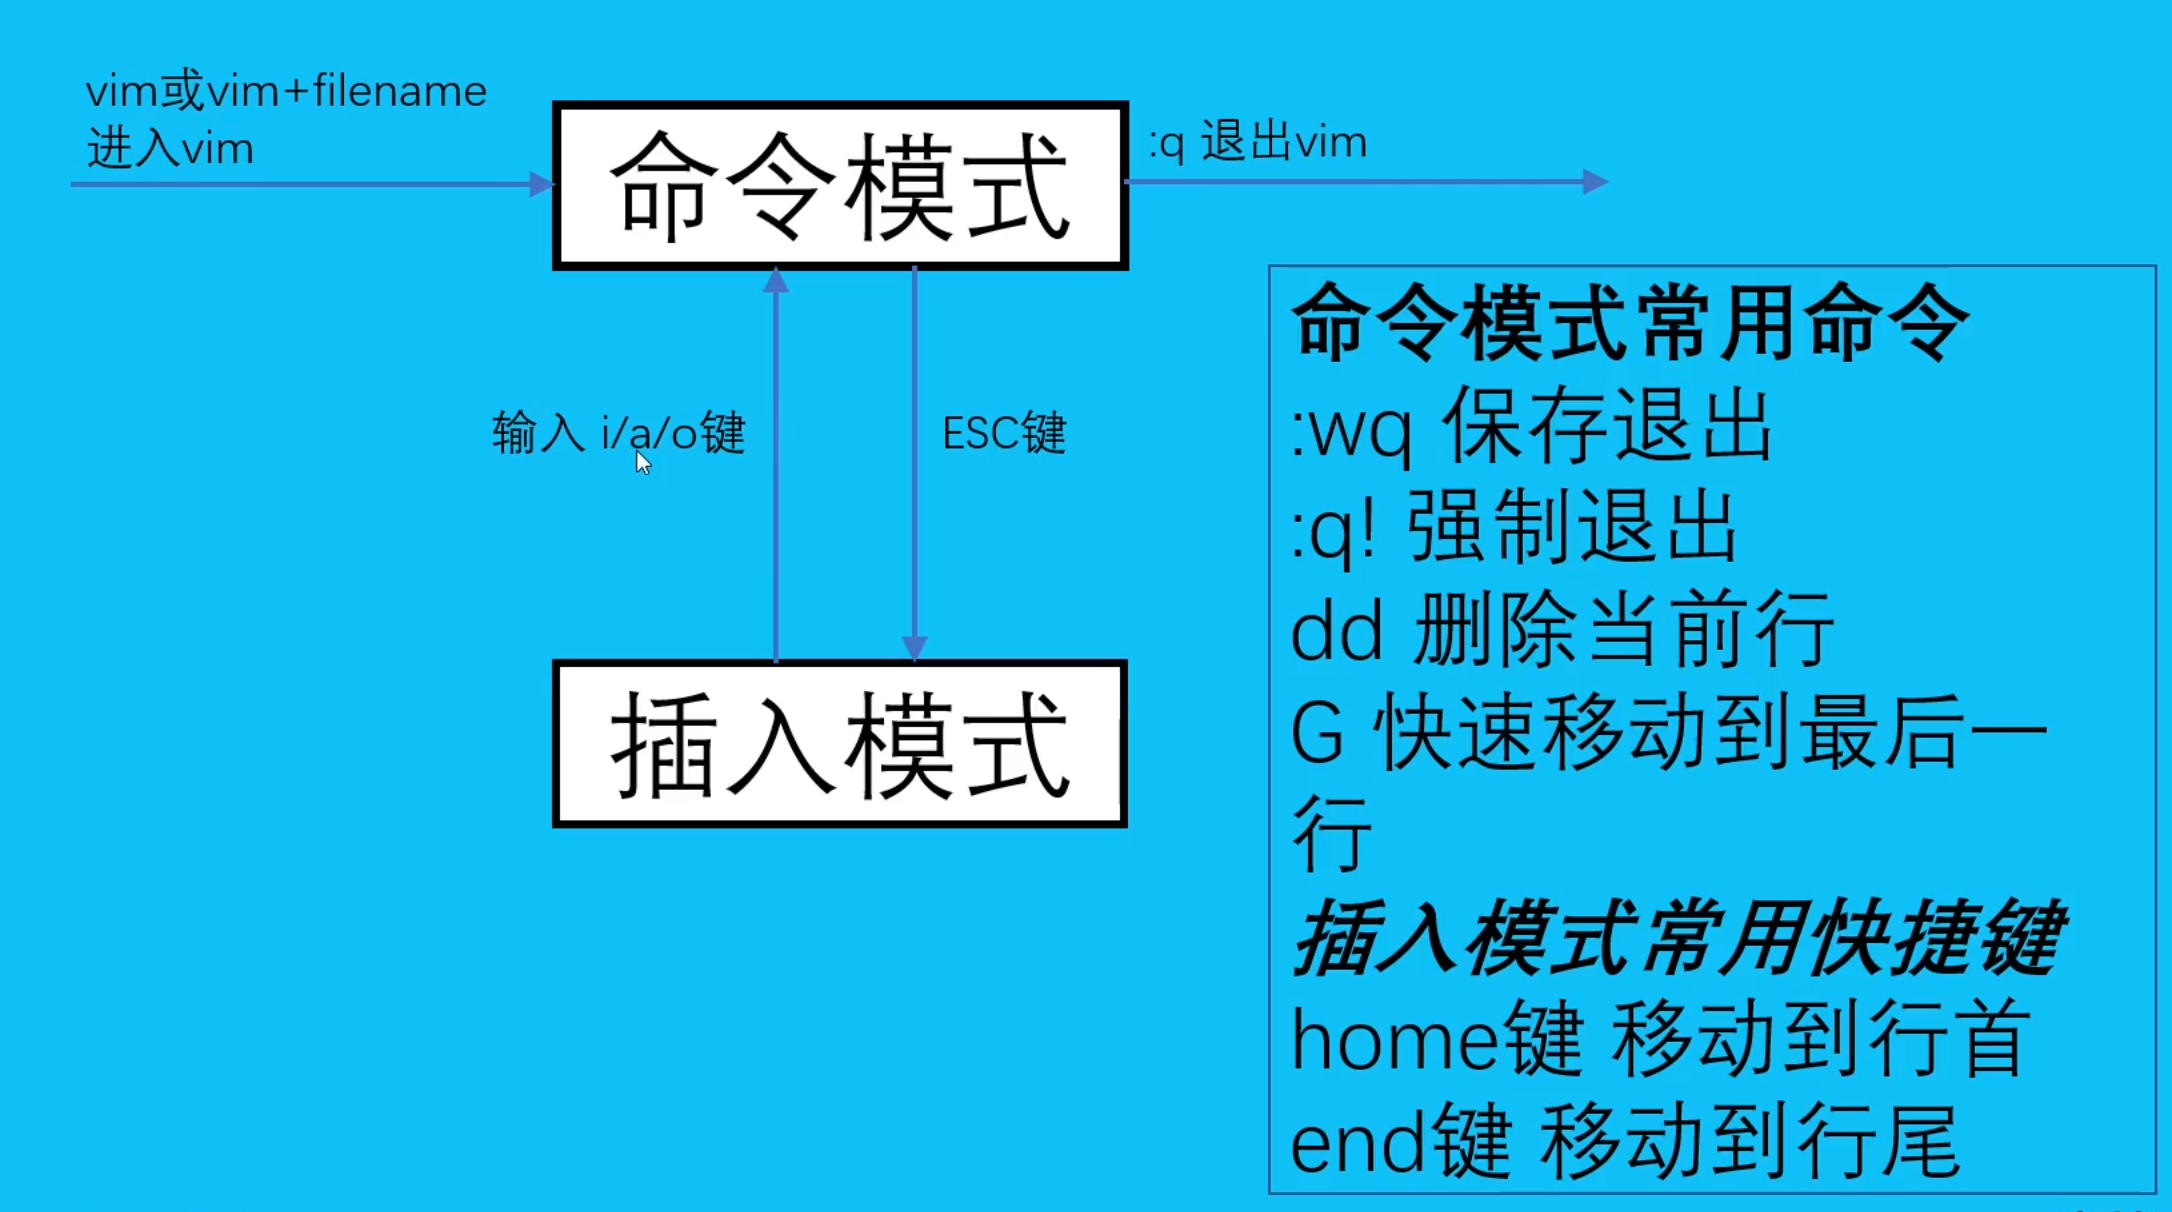 vim或vim+filename
进入vim
命令模式
:q 退出vim
输入 i/a/o键
ESC键
插入模式
命令模式常用命令
:wq 保存退出
:q! 强制退出
dd 删除当前行
G 快速移动到最后一
行
插入模式常用快捷键
home键 移动到行首
end键 移动到行尾